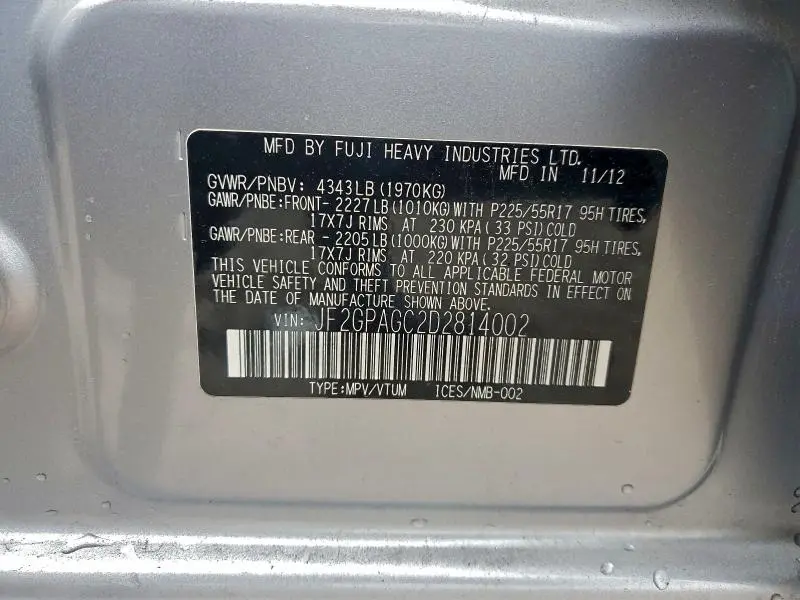 MFD BY FUJI HEAVY INDUSTRIES LTD.
MFD IN 11/12
GVWR/PNBV: 4343LB(1970KG)
GAWR/PNBE:FRONT- 2227LB(1010KG)WITH P225/55R17 95H TIRES,
17X7J RIMS AT 230 KPA( 33 PSI)COLD
GAWR/PNBE:REAR - 2205LB(1000KG)WITH P225/55R17 95H TIRES,
17X7J RIMS AT 220 KPA( 32 PSI)COLD
THIS VEHICLE CONFORMS TO ALL APPLICABLE FEDERAL MOTOR
VEHICLE SAFETY AND THEFT PREVENTION STANDARDS IN EFFECT ON
THE DATE OF MANUFACTURE SHOWN ABOVE.
VIN: JF2GPAGC2D2814002
TYPE:MPV/VTUM ICES/NMB-002